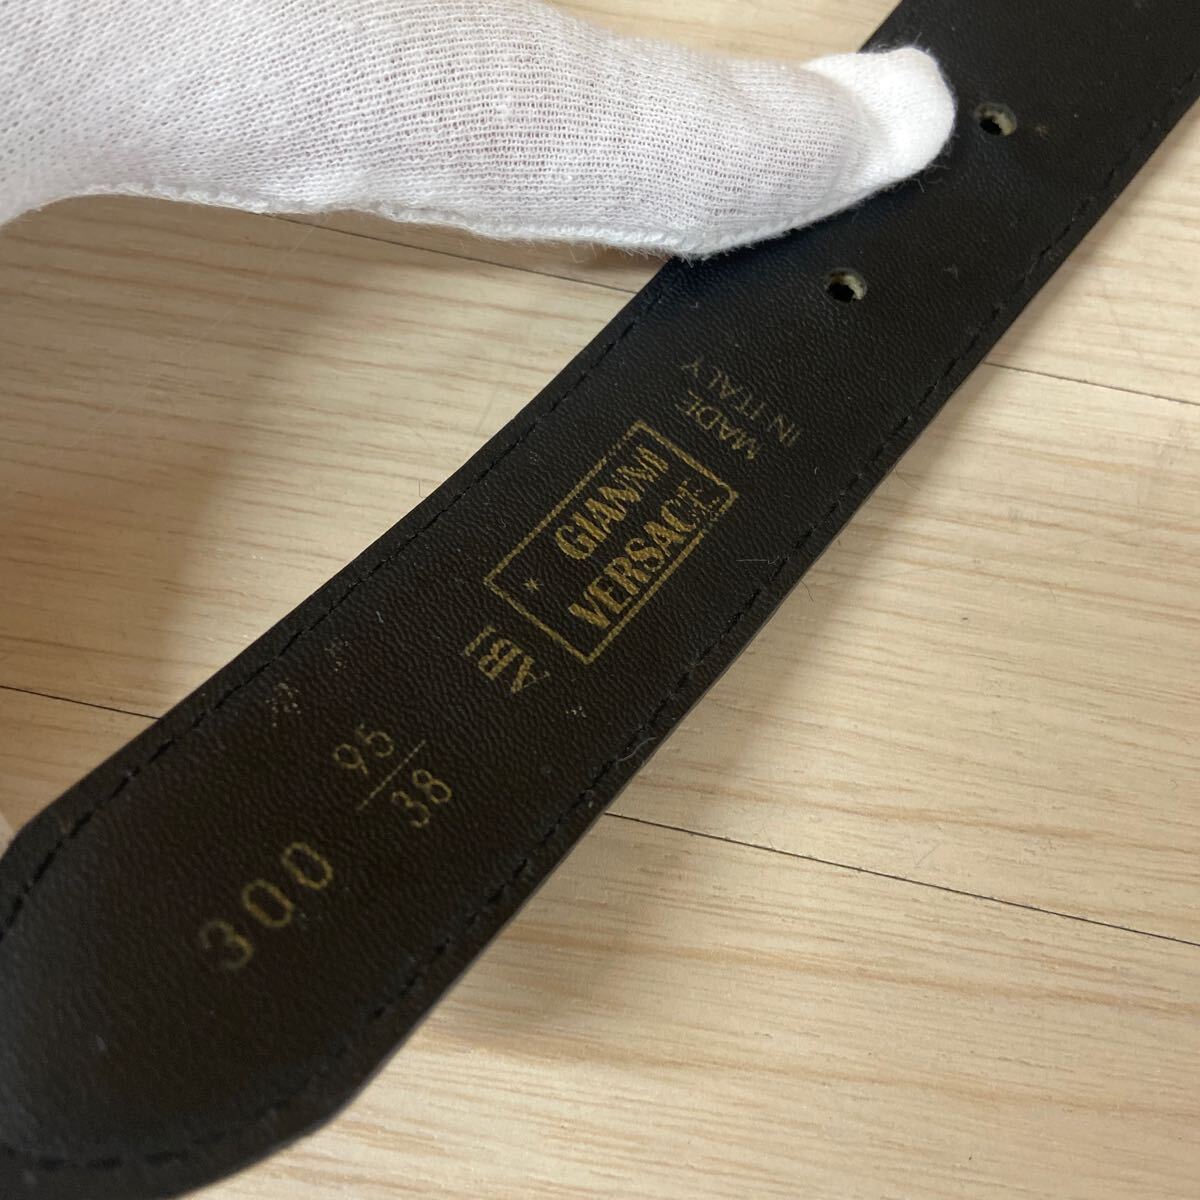 MADE
IN ITALY
* GIANNI
VERSACE
ABI
95
38
300